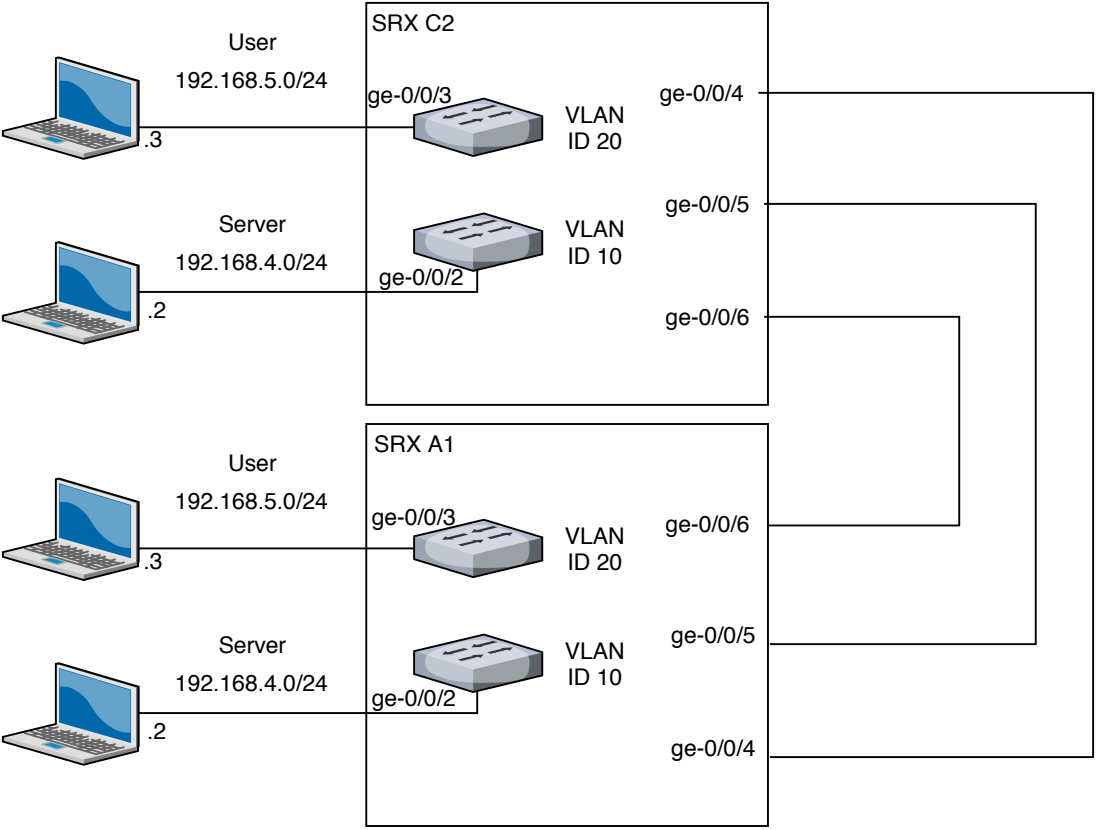 SRX C2
User
192.168.5.0/24
ge-0/0/3
.3
VLAN
ID 20
ge-0/0/4
Server
192.168.4.0/24
ge-0/0/2
.2
VLAN
ID 10
ge-0/0/5
ge-0/0/6
SRX A1
User
192.168.5.0/24
ge-0/0/3
.3
VLAN
ID 20
ge-0/0/6
Server
192.168.4.0/24
ge-0/0/2
.2
VLAN
ID 10
ge-0/0/5
ge-0/0/4